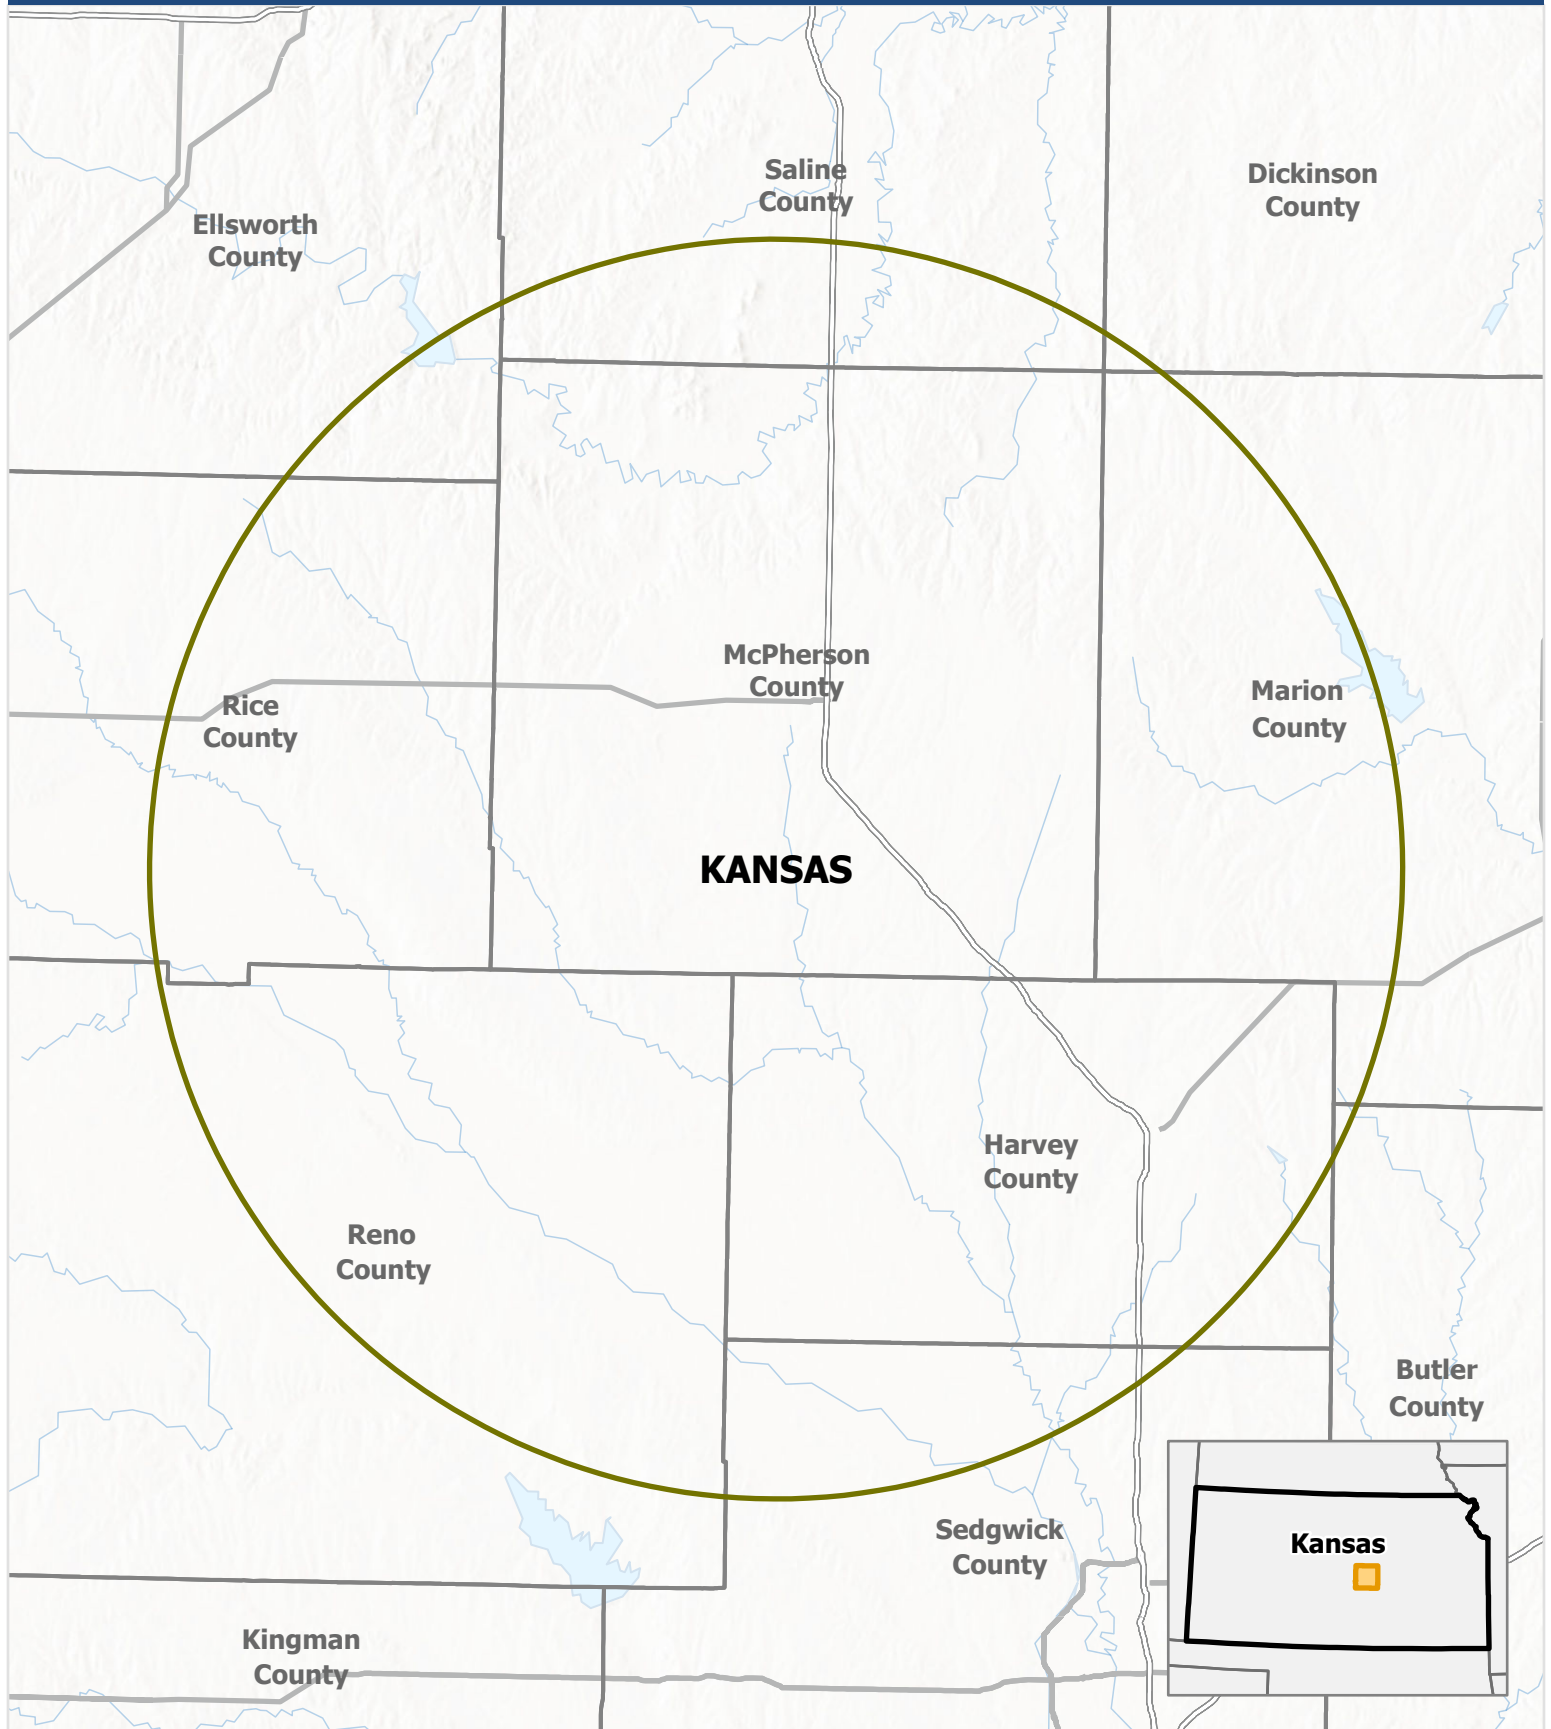 Saline
County
Dickinson
County
Ellsworth
County
McPherson
County
Rice
County
Marion
County
KANSAS
Harvey
County
Reno
County
Butler
County
Sedgwick
County
Kansas
Kingman
County